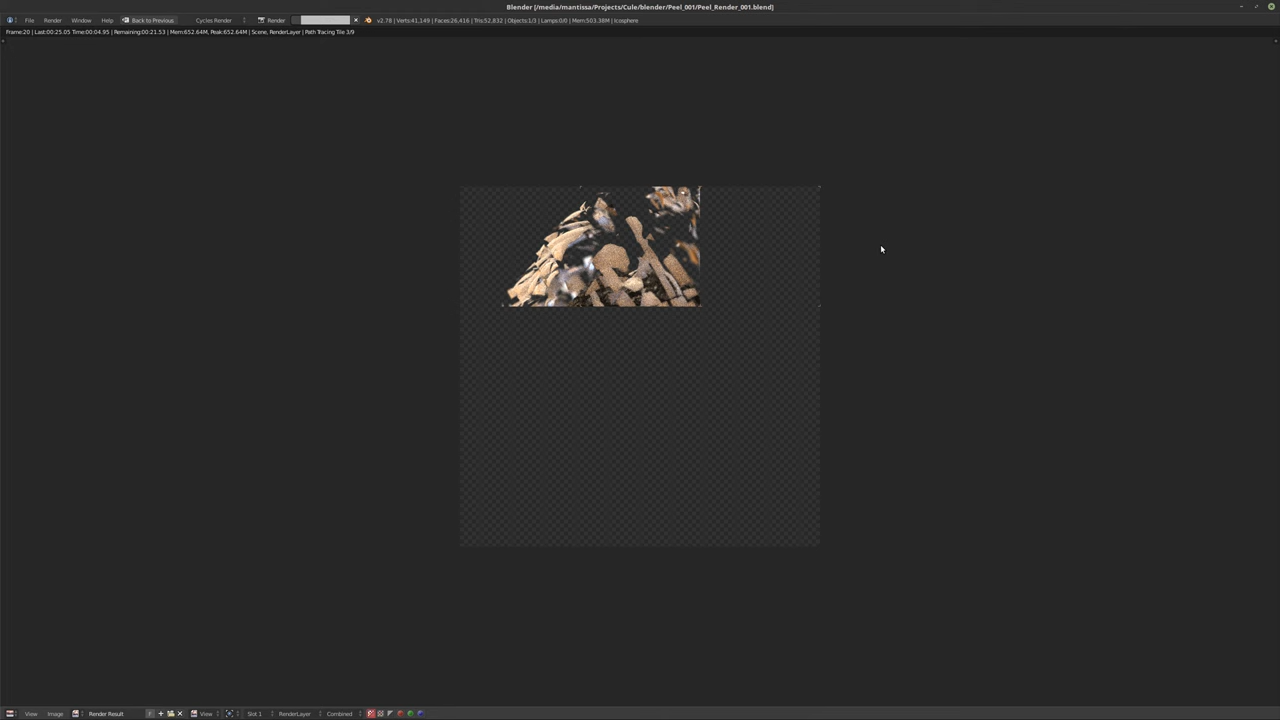 Blender [/media/mantissa/Projects/Cule/blender/Peel_001/Peel_Render_001.blend]
File Render Window Help Back to Previous Cycles Render Render v2.78 | Verts:41,149 | Faces:26,416 | Tris:52,832 | Objects:1/3 | Lamps:0/0 | Mem:503.38M | Icosphere
Frame:20 | Last:00:25.05 Time:00:04.95 | Remaining:00:21.53 | Mem:652.64M, Peak:652.64M | Scene, RenderLayer | Path Tracing Tile 3/9
View Image Render Result F View Slot 1 RenderLayer Combined